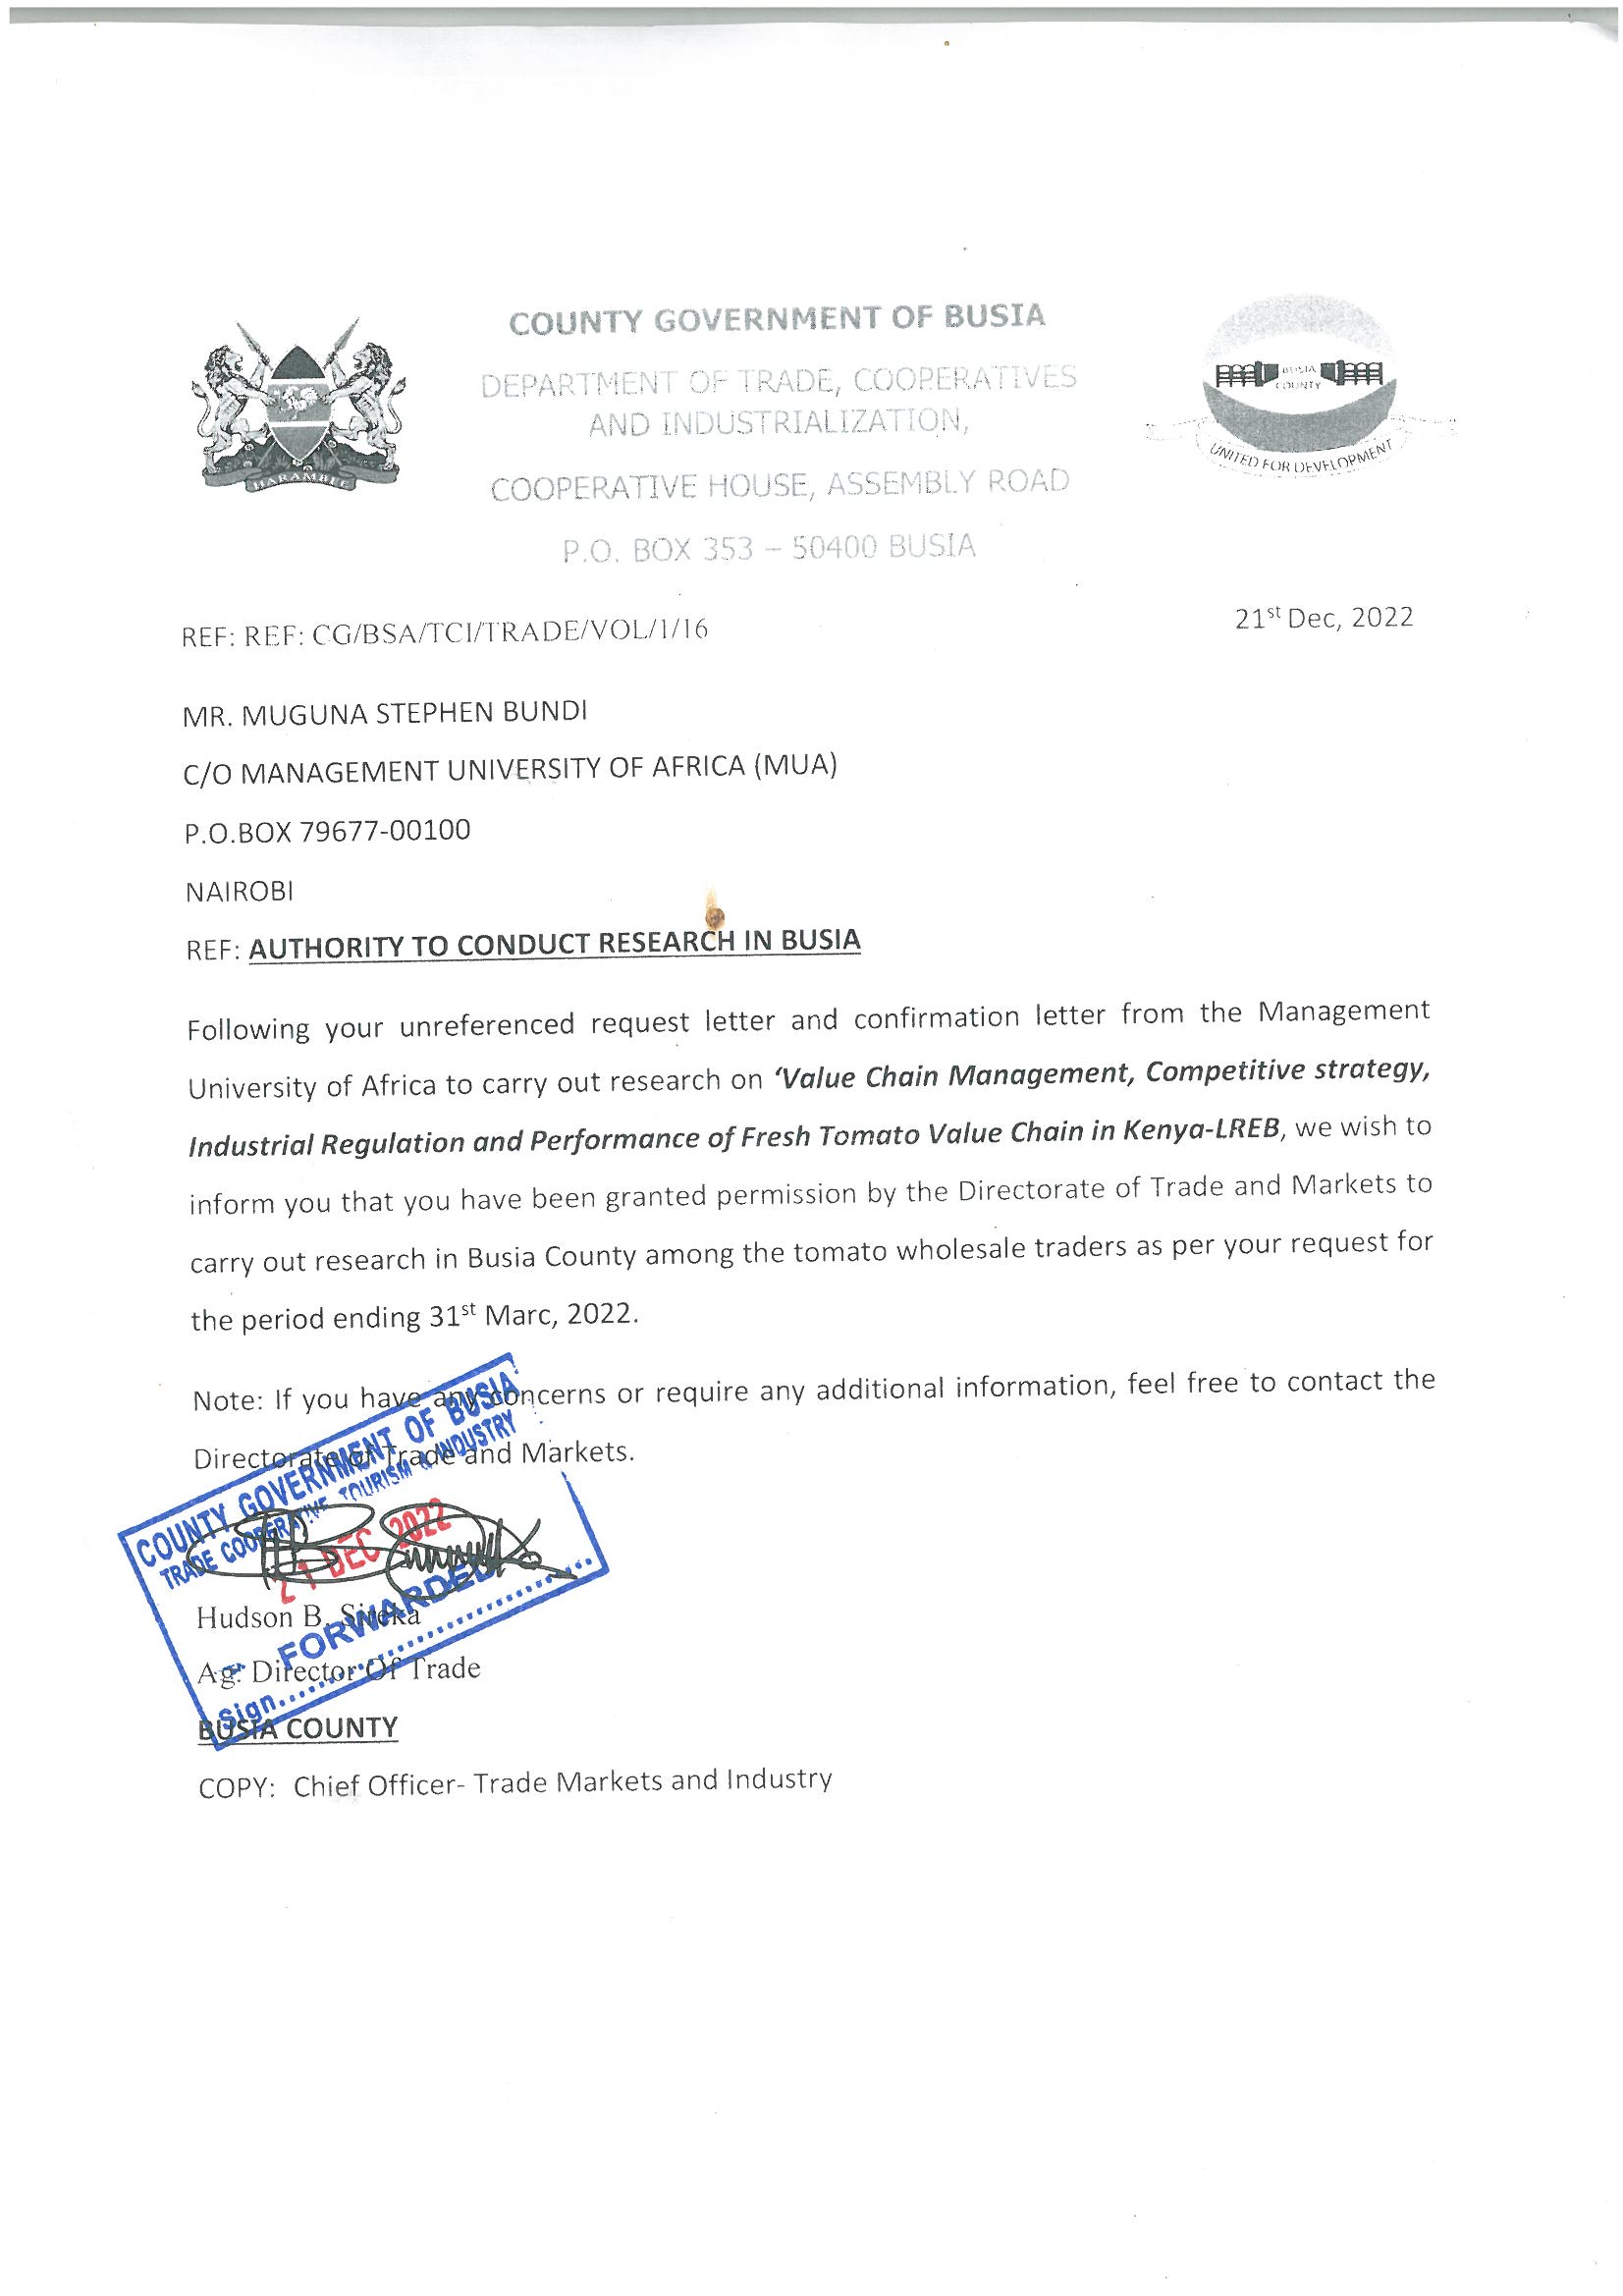 COUNTY GOVERNMENT OF BUSIA
DEPARTMENT OF TRADE, COOPERATIVES
AND INDUSTRIALIZATION,
COOPERATIVE HOUSE, ASSEMBLY ROAD
P.O. BOX 353 – 50400 BUSIA
HARAMBEE
BUSIA
COUNTY
UNITED FOR DEVELOPMENT
REF: REF: CG/BSA/TCI/TRADE/VOL/1/16
21st Dec, 2022
MR. MUGUNA STEPHEN BUNDI
C/O MANAGEMENT UNIVERSITY OF AFRICA (MUA)
P.O.BOX 79677-00100
NAIROBI
REF: AUTHORITY TO CONDUCT RESEARCH IN BUSIA
Following your unreferenced request letter and confirmation letter from the Management
University of Africa to carry out research on ‘Value Chain Management, Competitive strategy,
Industrial Regulation and Performance of Fresh Tomato Value Chain in Kenya-LREB, we wish to
inform you that you have been granted permission by the Directorate of Trade and Markets to
carry out research in Busia County among the tomato wholesale traders as per your request for
the period ending 31st Marc, 2022.
Note: If you have any concerns or require any additional information, feel free to contact the
Directorate of Trade and Markets.
COUNTY GOVERNMENT OF BUSIA
TRADE COOPERATIVE TOURISM & INDUSTRY
21 DEC 2022
FORWARDED
Sign
Hudson B. Siteka
Ag. Director Of Trade
BUSIA COUNTY
COPY: Chief Officer- Trade Markets and Industry